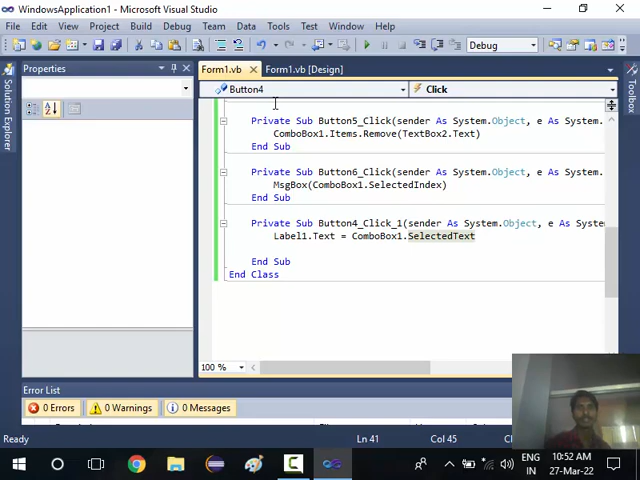 WindowsApplication1 - Microsoft Visual Studio
File Edit View Project Build Debug Team Data Tools Test Window Help
Debug
Properties
Form1.vb
Form1.vb [Design]
Solution Explorer
Toolbox
Button4
Click
Private Sub Button5_Click(sender As System.Object, e As System.
ComboBox1.Items.Remove(TextBox2.Text)
End Sub
Private Sub Button6_Click(sender As System.Object, e As System.
MsgBox(ComboBox1.SelectedIndex)
End Sub
Private Sub Button4_Click_1(sender As System.Object, e As Syste
Label1.Text = ComboBox1.SelectedText
End Sub
End Class
100 %
Error List
0 Errors 0 Warnings 0 Messages
Ready Ln 41 Col 45
ENG
IN
10:52 AM
27-Mar-22